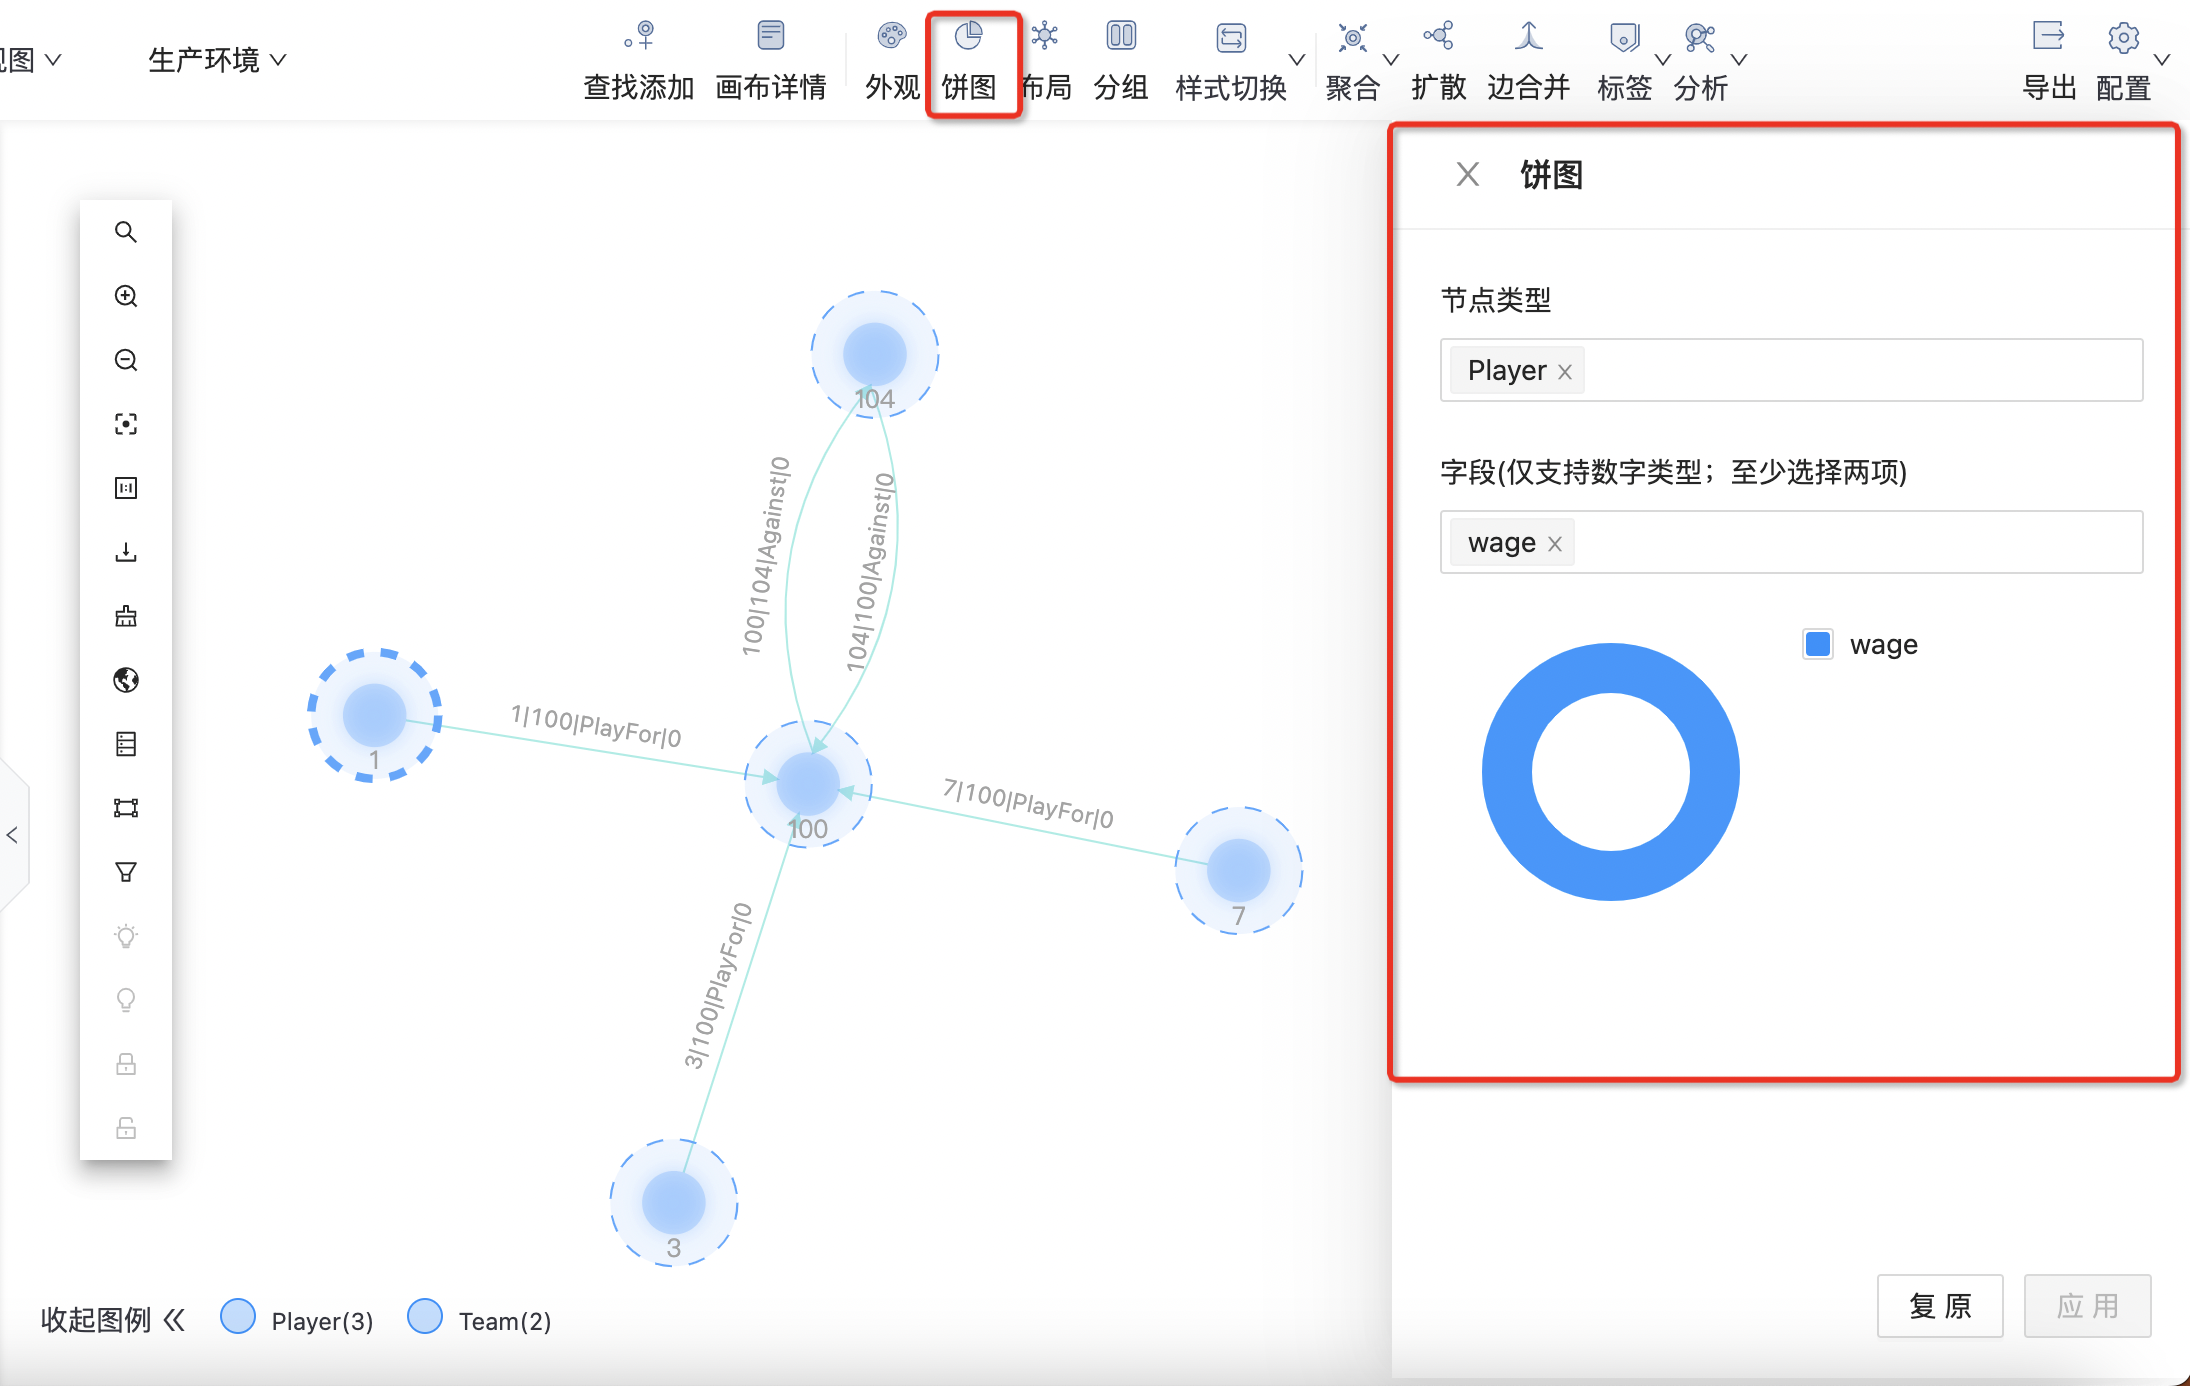 图
生产环境
查找添加
画布详情
外观
饼图
布局
分组
样式切换
聚合
扩散
边合并
标签
分析
导出
配置
饼图
节点类型
Player
字段(仅支持数字类型；至少选择两项)
wage
wage
104
100|104|Against|0
104|100|Against|0
1
1|100|PlayFor|0
100
7|100|PlayFor|0
7
3|100|PlayFor|0
3
收起图例
Player(3)
Team(2)
复 原
应 用